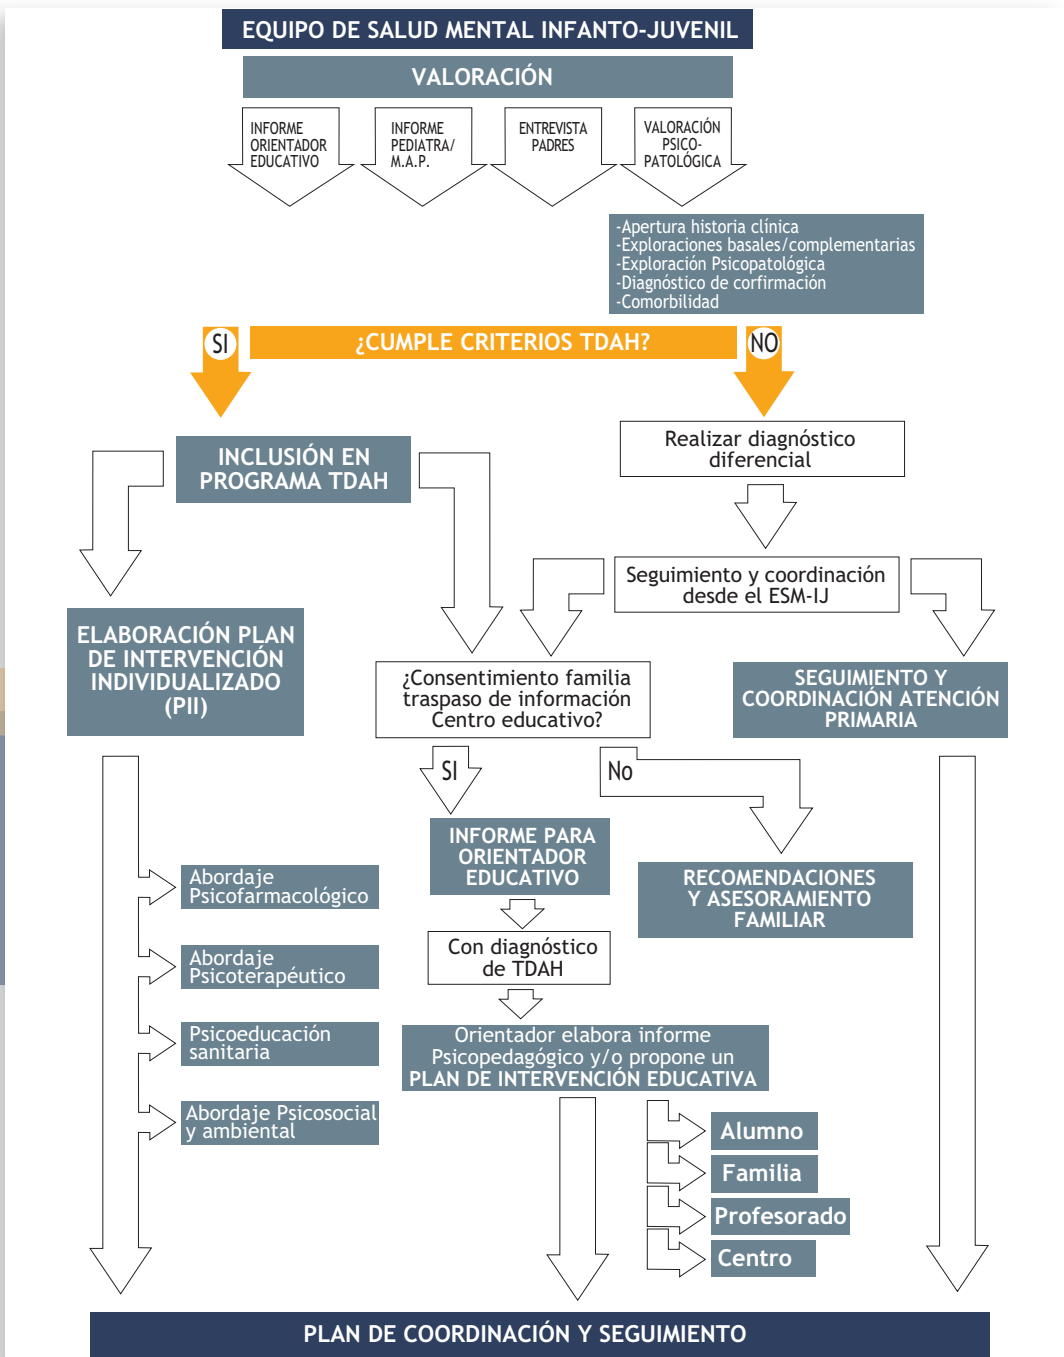 EQUIPO DE SALUD MENTAL INFANTO-JUVENIL
VALORACIÓN
INFORME
ORIENTADOR
EDUCATIVO
INFORME
PEDIATRA/
M.A.P.
ENTREVISTA
PADRES
VALORACIÓN
PSICO-
PATOLÓGICA
-Apertura historia clínica
-Exploraciones basales/complementarias
-Exploración Psicopatológica
-Diagnóstico de corfirmación
-Comorbilidad
SI
¿CUMPLE CRITERIOS TDAH?
NO
INCLUSIÓN EN
PROGRAMA TDAH
Realizar diagnóstico
diferencial
Seguimiento y coordinación
desde el ESM-IJ
ELABORACIÓN PLAN
DE INTERVENCIÓN
INDIVIDUALIZADO
(PII)
¿Consentimiento familia
traspaso de información
Centro educativo?
SEGUIMIENTO Y
COORDINACIÓN ATENCIÓN
PRIMARIA
SI
No
INFORME PARA
ORIENTADOR
EDUCATIVO
RECOMENDACIONES
Y ASESORAMIENTO
FAMILIAR
Abordaje
Psicofarmacológico
Con diagnóstico
de TDAH
Abordaje
Psicoterapéutico
Psicoeducación
sanitaria
Orientador elabora informe
Psicopedagógico y/o propone un
PLAN DE INTERVENCIÓN EDUCATIVA
Abordaje Psicosocial
y ambiental
Alumno
Familia
Profesorado
Centro
PLAN DE COORDINACIÓN Y SEGUIMIENTO